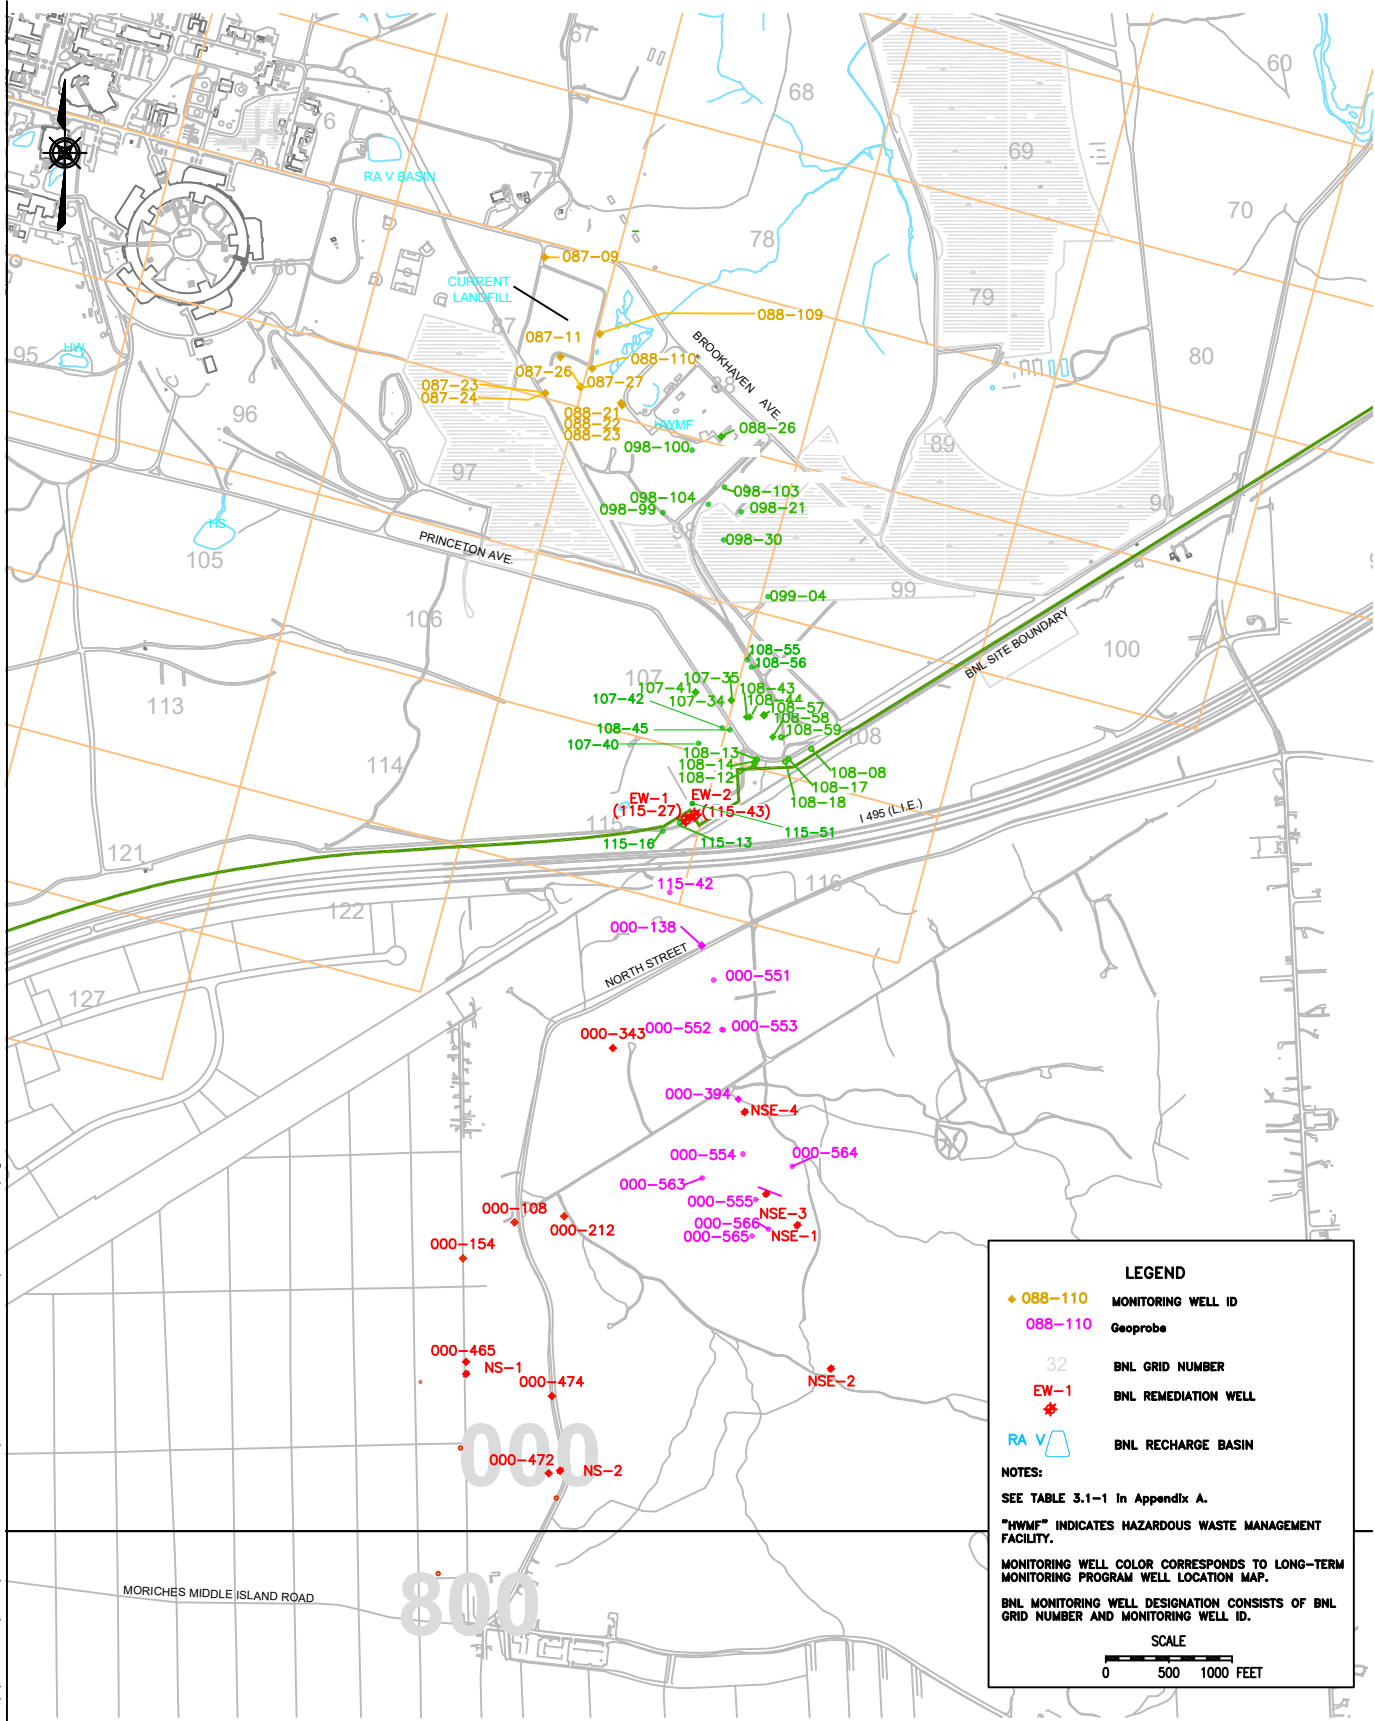 67
60
68
76
69
RA V BASIN
77
70
78
86
087-09
CURRENT
LANDFILL
79
87
088-109
087-11
BROOKHAVEN AVE.
95
HW
80
088-110
087-26
088
087-27
087-23
087-24
96
088-21
088-22
088-23
HWMF
088-26
098-100
89
97
098-103
098-104
098-99
098-21
90
HS
98
098-30
PRINCETON AVE.
105
099-04
99
106
BNL SITE BOUNDARY
100
108-55
108-56
107
107-35
107-41
108-43
107-42
107-34
108-44
113
108-57
108-58
108-45
108-59
107-40
108
108-13
108-14
108-12
108-08
114
108-17
108-18
EW-1
(115-27)
EW-2
(115-43)
I 495 (L.I.E.)
115
115-51
115-16
115-13
121
115-42
116
122
000-138
NORTH STREET
000-551
127
000-552
000-553
000-343
000-394
NSE-4
000-554
000-564
000-563
000-555
NSE-3
000-108
000-212
000-566
000-565
NSE-1
000-154
000-465
NS-1
000-474
NSE-2
000
000-472
NS-2
800
MORICHES MIDDLE ISLAND ROAD
LEGEND
088-110 MONITORING WELL ID
088-110 Geoprobe
32 BNL GRID NUMBER
EW-1 BNL REMEDIATION WELL
RA V BNL RECHARGE BASIN
NOTES:
SEE TABLE 3.1-1 in Appendix A.
"HWMF" INDICATES HAZARDOUS WASTE MANAGEMENT
FACILITY.
MONITORING WELL COLOR CORRESPONDS TO LONG-TERM
MONITORING PROGRAM WELL LOCATION MAP.
BNL MONITORING WELL DESIGNATION CONSISTS OF BNL
GRID NUMBER AND MONITORING WELL ID.
SCALE
0 500 1000 FEET